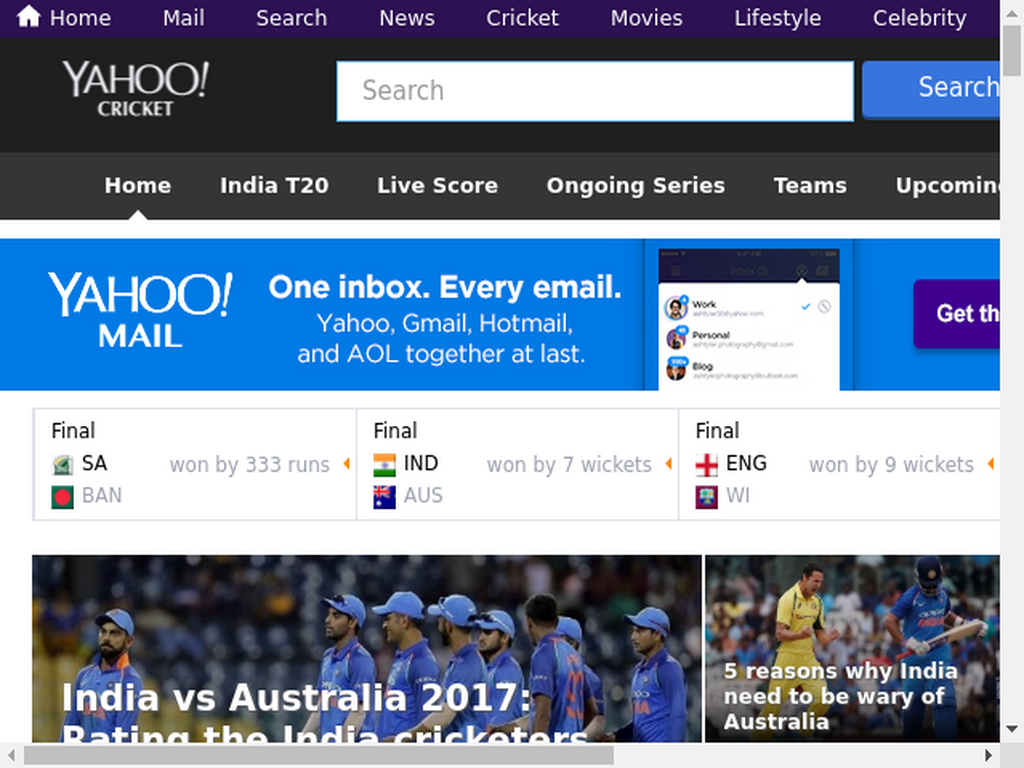 Home Mail Search News Cricket Movies Lifestyle Celebrity
YAHOO!
CRICKET
Search
Search
Home India T20 Live Score Ongoing Series Teams Upcoming
YAHOO!
MAIL
One inbox. Every email.
Yahoo, Gmail, Hotmail,
and AOL together at last.
Inbox
Work
Personal
Blog
Get th
Final
SA won by 333 runs
BAN
Final
IND won by 7 wickets
AUS
Final
ENG won by 9 wickets
WI
India vs Australia 2017:
Rating the India cricketers
5 reasons why India
need to be wary of
Australia